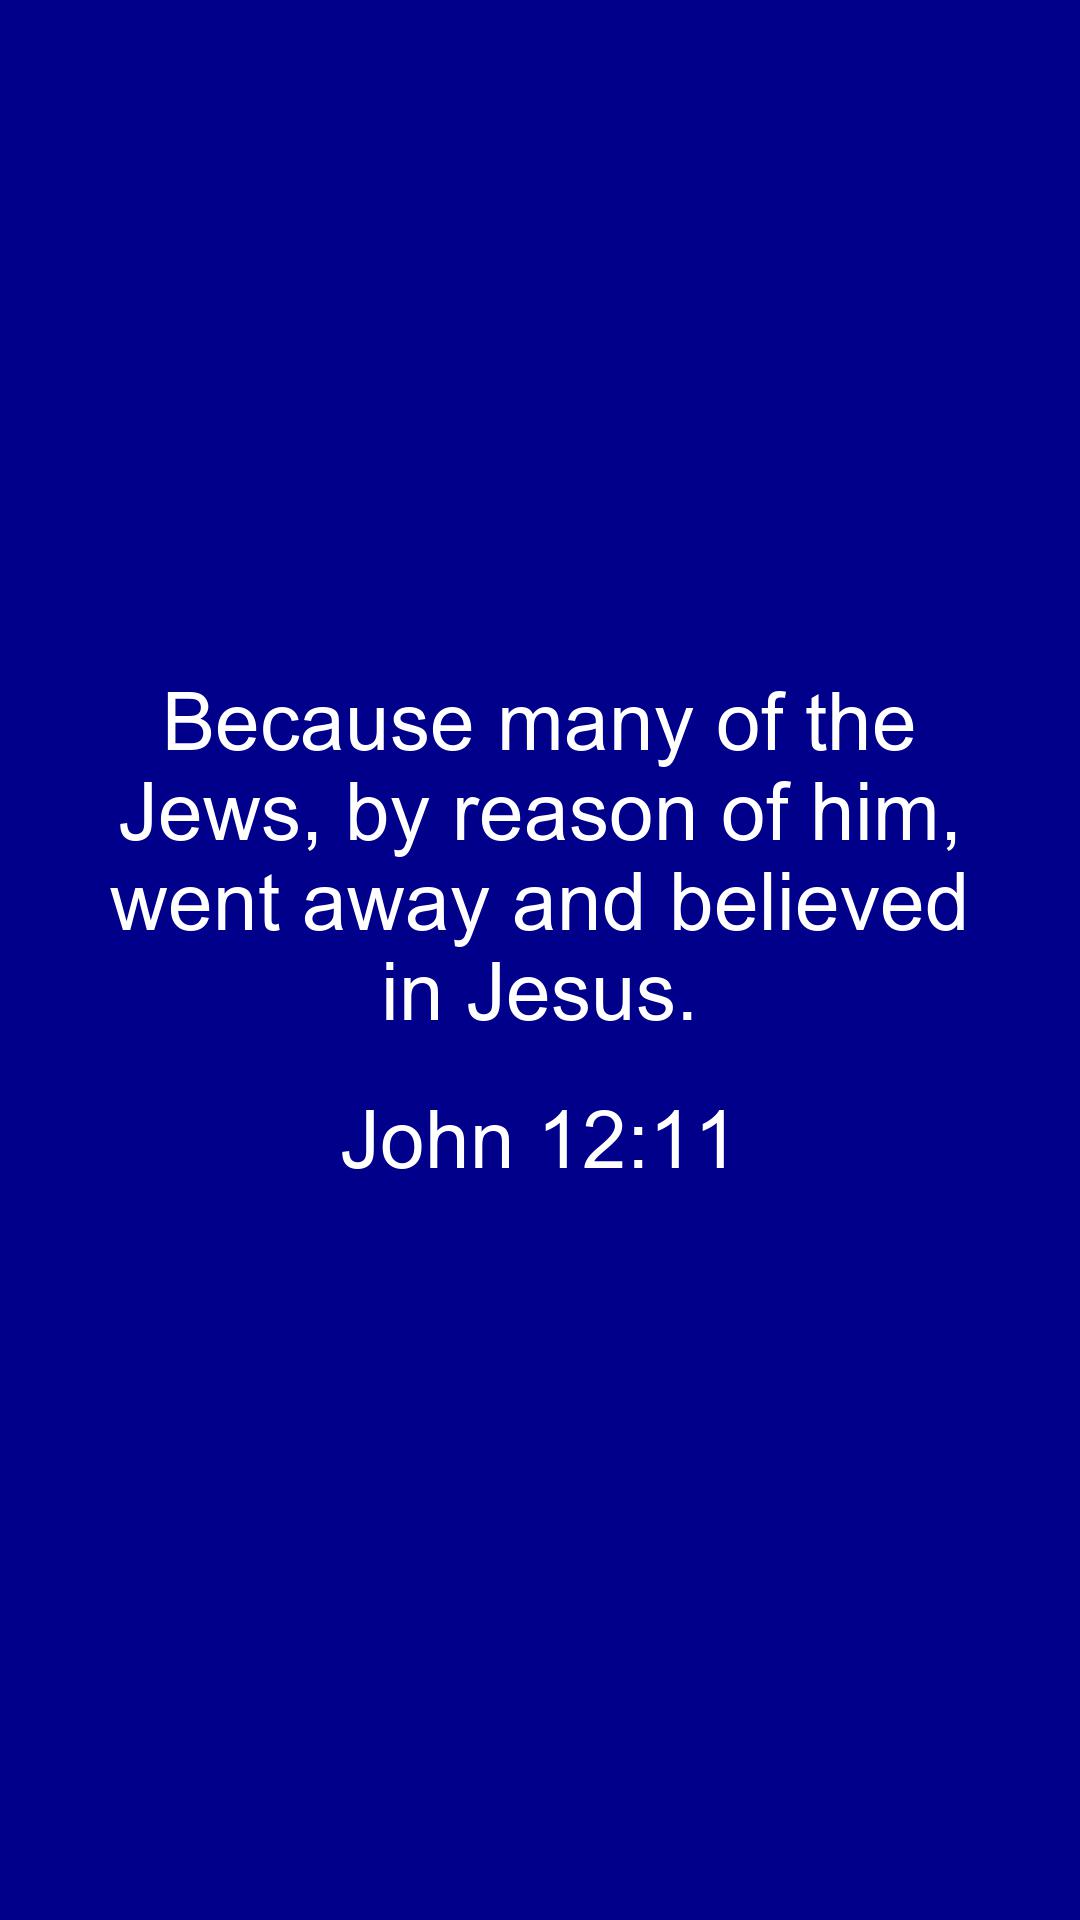 Because many of the
Jews, by reason of him,
went away and believed
in Jesus.
John 12:11